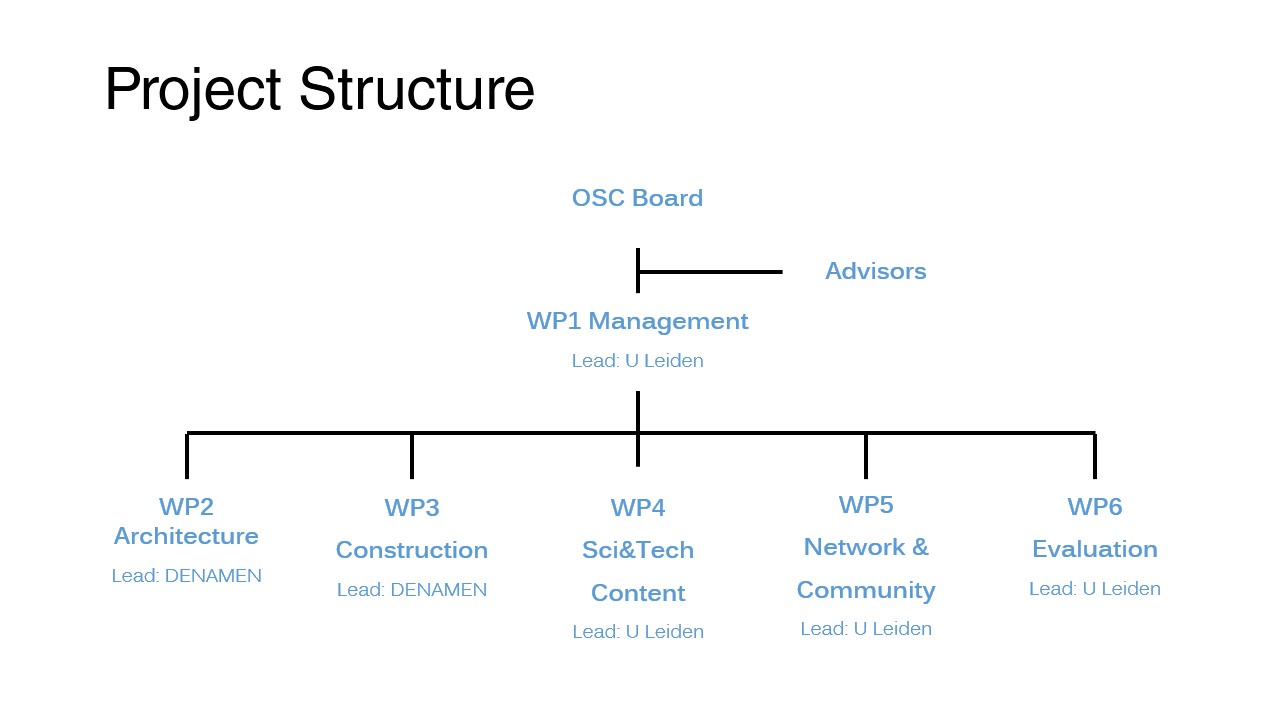 Project Structure
OSC Board
Advisors
WP1 Management
Lead: U Leiden
WP2
Architecture
Lead: DENAMEN
WP3
Construction
Lead: DENAMEN
WP4
Sci&Tech
Content
Lead: U Leiden
WP5
Network &
Community
Lead: U Leiden
WP6
Evaluation
Lead: U Leiden